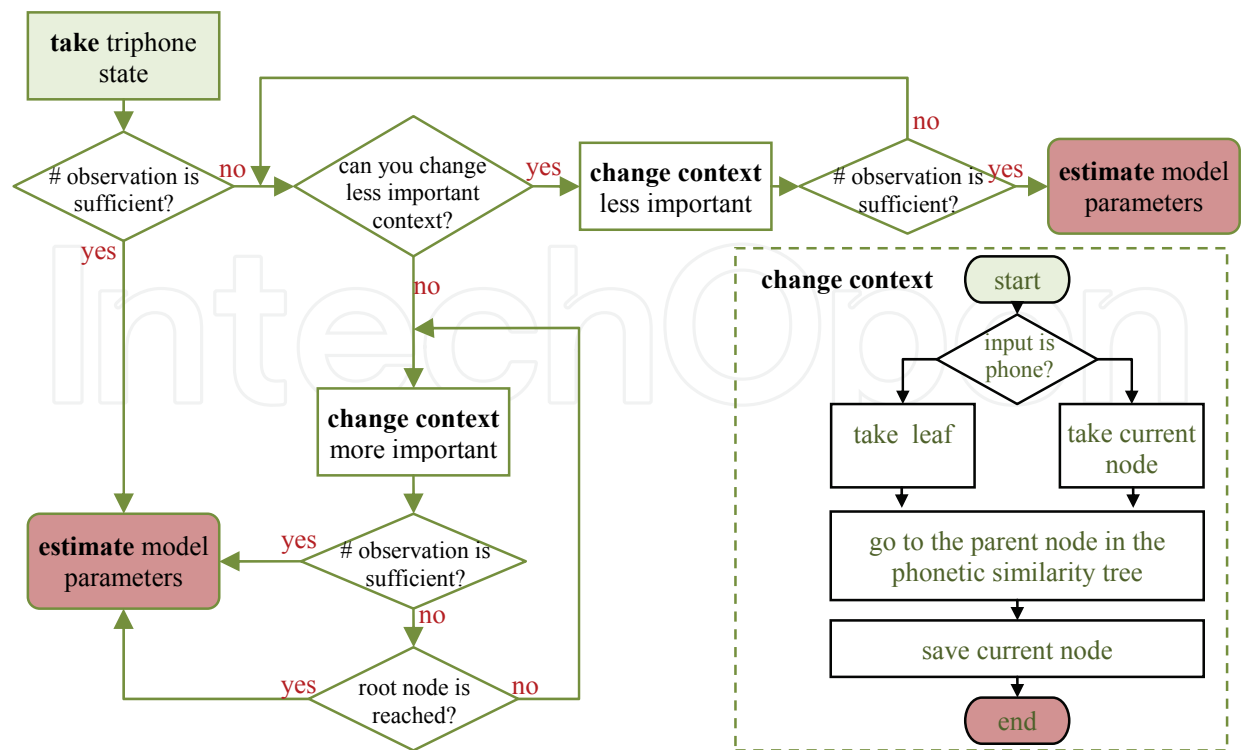 take triphone
state
# observation is
sufficient?
no
yes
can you change
less important
context?
yes
no
change context
less important
# observation is
sufficient?
no
yes
estimate model
parameters
change context
more important
# observation is
sufficient?
yes
no
estimate model
parameters
root node is
reached?
yes
no
change context
start
input is
phone?
take leaf
take current
node
go to the parent node in the
phonetic similarity tree
save current node
end
IntechOpen